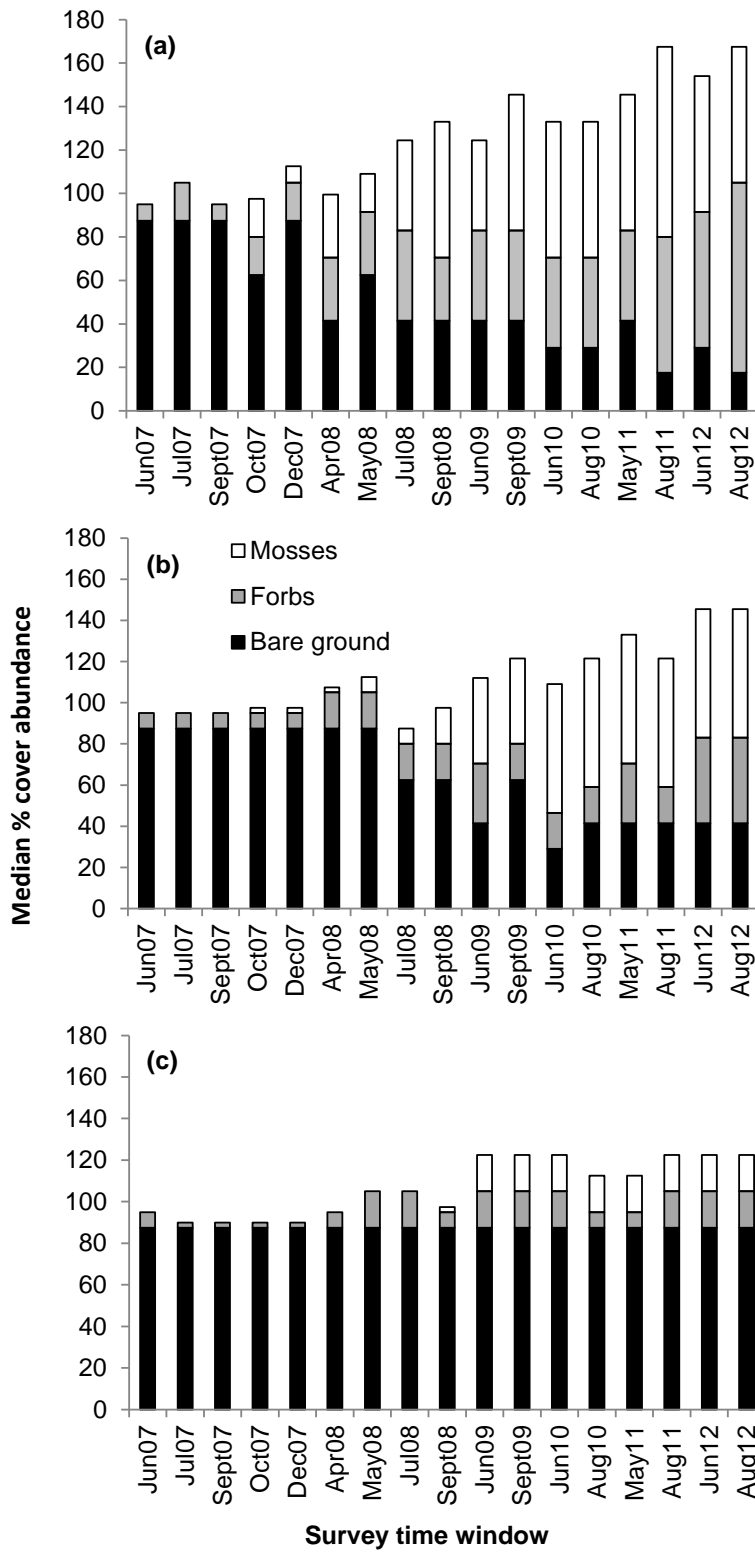 180
160
140
120
100
80
60
40
20
0
(a)
Jun07
Jul07
Sept07
Oct07
Dec07
Apr08
May08
Jul08
Sept08
Jun09
Sept09
Jun10
Aug10
May11
Aug11
Jun12
Aug12
Median % cover abundance
180
160
140
120
100
80
60
40
20
0
(b)
Mosses
Forbs
Bare ground
Jun07
Jul07
Sept07
Oct07
Dec07
Apr08
May08
Jul08
Sept08
Jun09
Sept09
Jun10
Aug10
May11
Aug11
Jun12
Aug12
180
160
140
120
100
80
60
40
20
0
(c)
Jun07
Jul07
Sept07
Oct07
Dec07
Apr08
May08
Jul08
Sept08
Jun09
Sept09
Jun10
Aug10
May11
Aug11
Jun12
Aug12
Survey time window